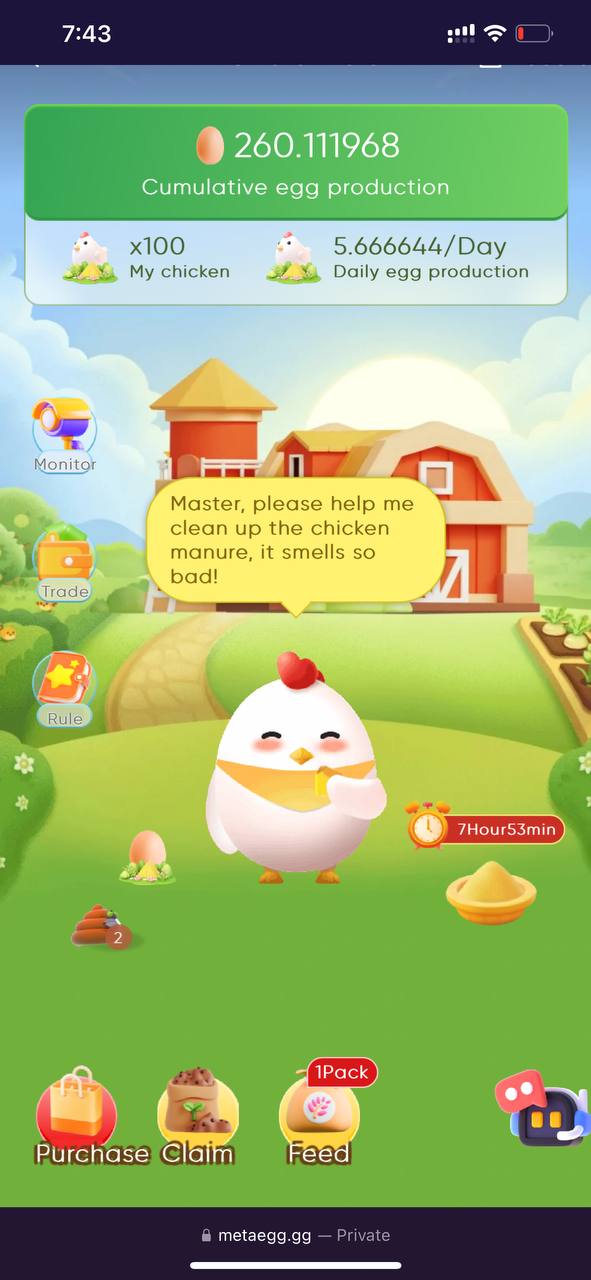 7:43
260.111968
Cumulative egg production
x100
My chicken
5.666644/Day
Daily egg production
Monitor
Master, please help me
clean up the chicken
manure, it smells so
bad!
Trade
Rule
7Hour53min
2
1Pack
Purchase
Claim
Feed
metaegg.gg — Private